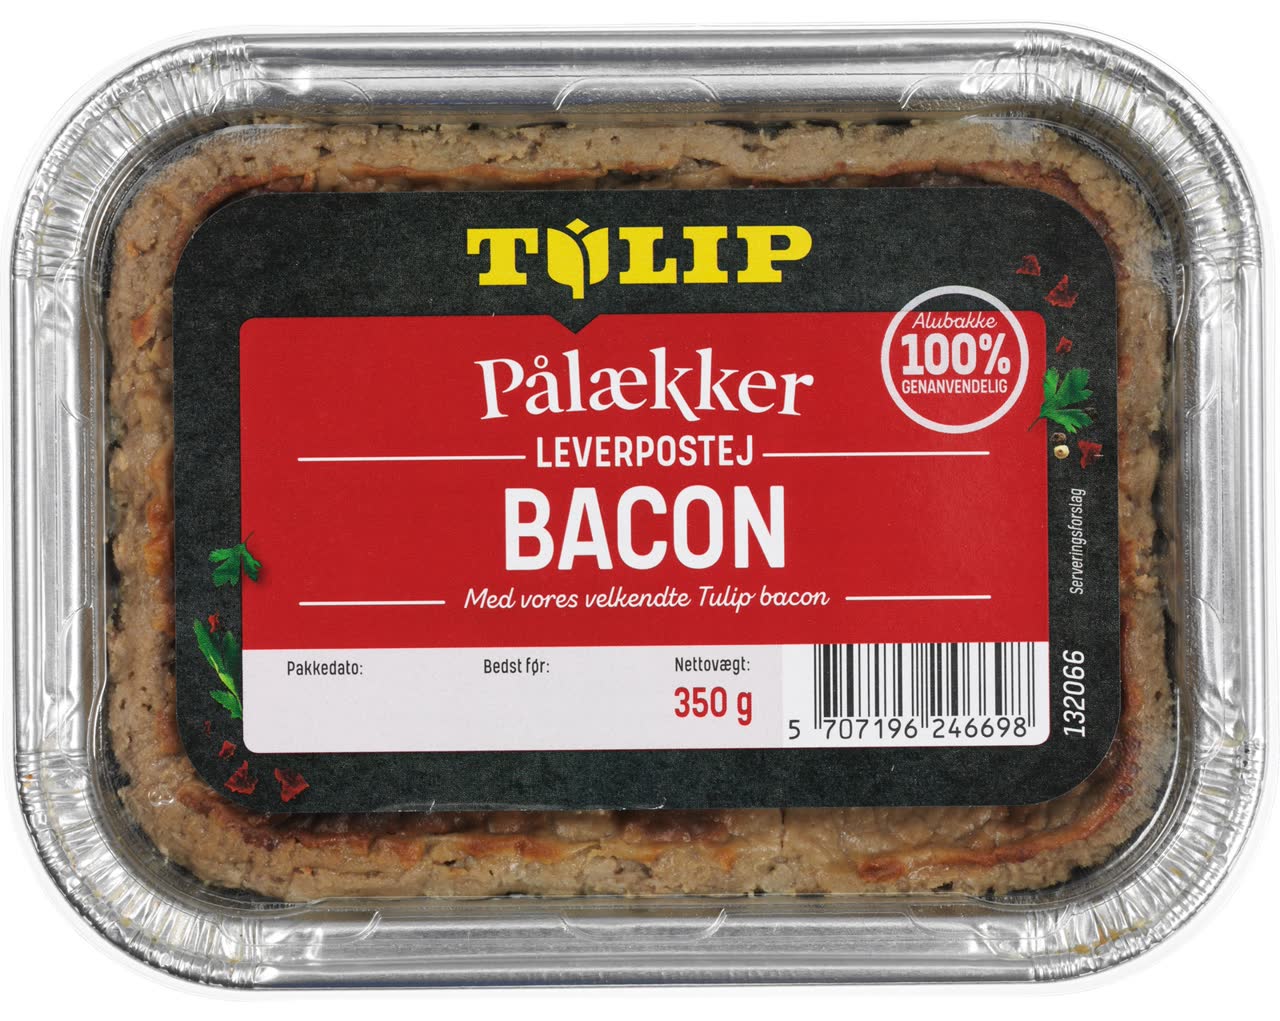 TULIP
Alubakke
100%
GENANVENDELIG
Pålækker
LEVERPOSTEJ
BACON
Med vores velkendte Tulip bacon
Serveringsforslag
Pakkedato:
Bedst før:
Nettovægt:
350 g
5 707196 246698
132066